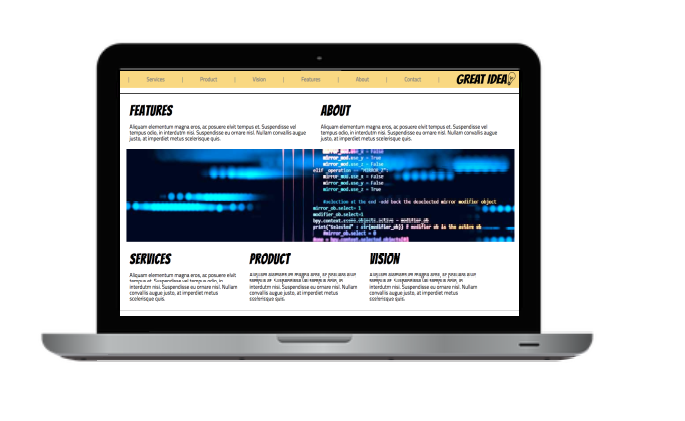 | Services | Product | Vision | Features | About | Contact | GREAT IDEA
FEATURES
Aliquam elementum magna eros, ac posuere elvit tempus et. Suspendisse vel
tempus odio, in interdutm nisi. Suspendisse eu ornare nisl. Nullam convallis augue
justo, at imperdiet metus scelerisque quis.
ABOUT
Aliquam elementum magna eros, ac posuere elvit tempus et. Suspendisse vel
tempus odio, in interdutm nisi. Suspendisse eu ornare nisl. Nullam convallis augue
justo, at imperdiet metus scelerisque quis.
mirror_mod.use_x = False
mirror_mod.use_y = True
mirror_mod.use_z = False
elif _operation == "MIRROR_Z":
mirror_mod.use_x = False
mirror_mod.use_y = False
mirror_mod.use_z = True
#selection at the end -add back the deselected mirror modifier object
mirror_ob.select= 1
modifier_ob.select=1
bpy.context.scene.objects.active = modifier_ob
print("Selected" + str(modifier_ob)) # modifier ob is the active ob
#mirror_ob.select = 0
bpy.context.selected_objects[0]
SERVICES
Aliquam elementum magna eros, ac posuere elvit
tempus et. Suspendisse vel tempus odio, in
interdutm nisi. Suspendisse eu ornare nisl. Nullam
convallis augue justo, at imperdiet metus
scelerisque quis.
PRODUCT
Aliquam elementum magna eros, ac posuere elvit
tempus et. Suspendisse vel tempus odio, in
interdutm nisi. Suspendisse eu ornare nisl. Nullam
convallis augue justo, at imperdiet metus
scelerisque quis.
VISION
Aliquam elementum magna eros, ac posuere elvit
tempus et. Suspendisse vel tempus odio, in
interdutm nisi. Suspendisse eu ornare nisl. Nullam
convallis augue justo, at imperdiet metus
scelerisque quis.